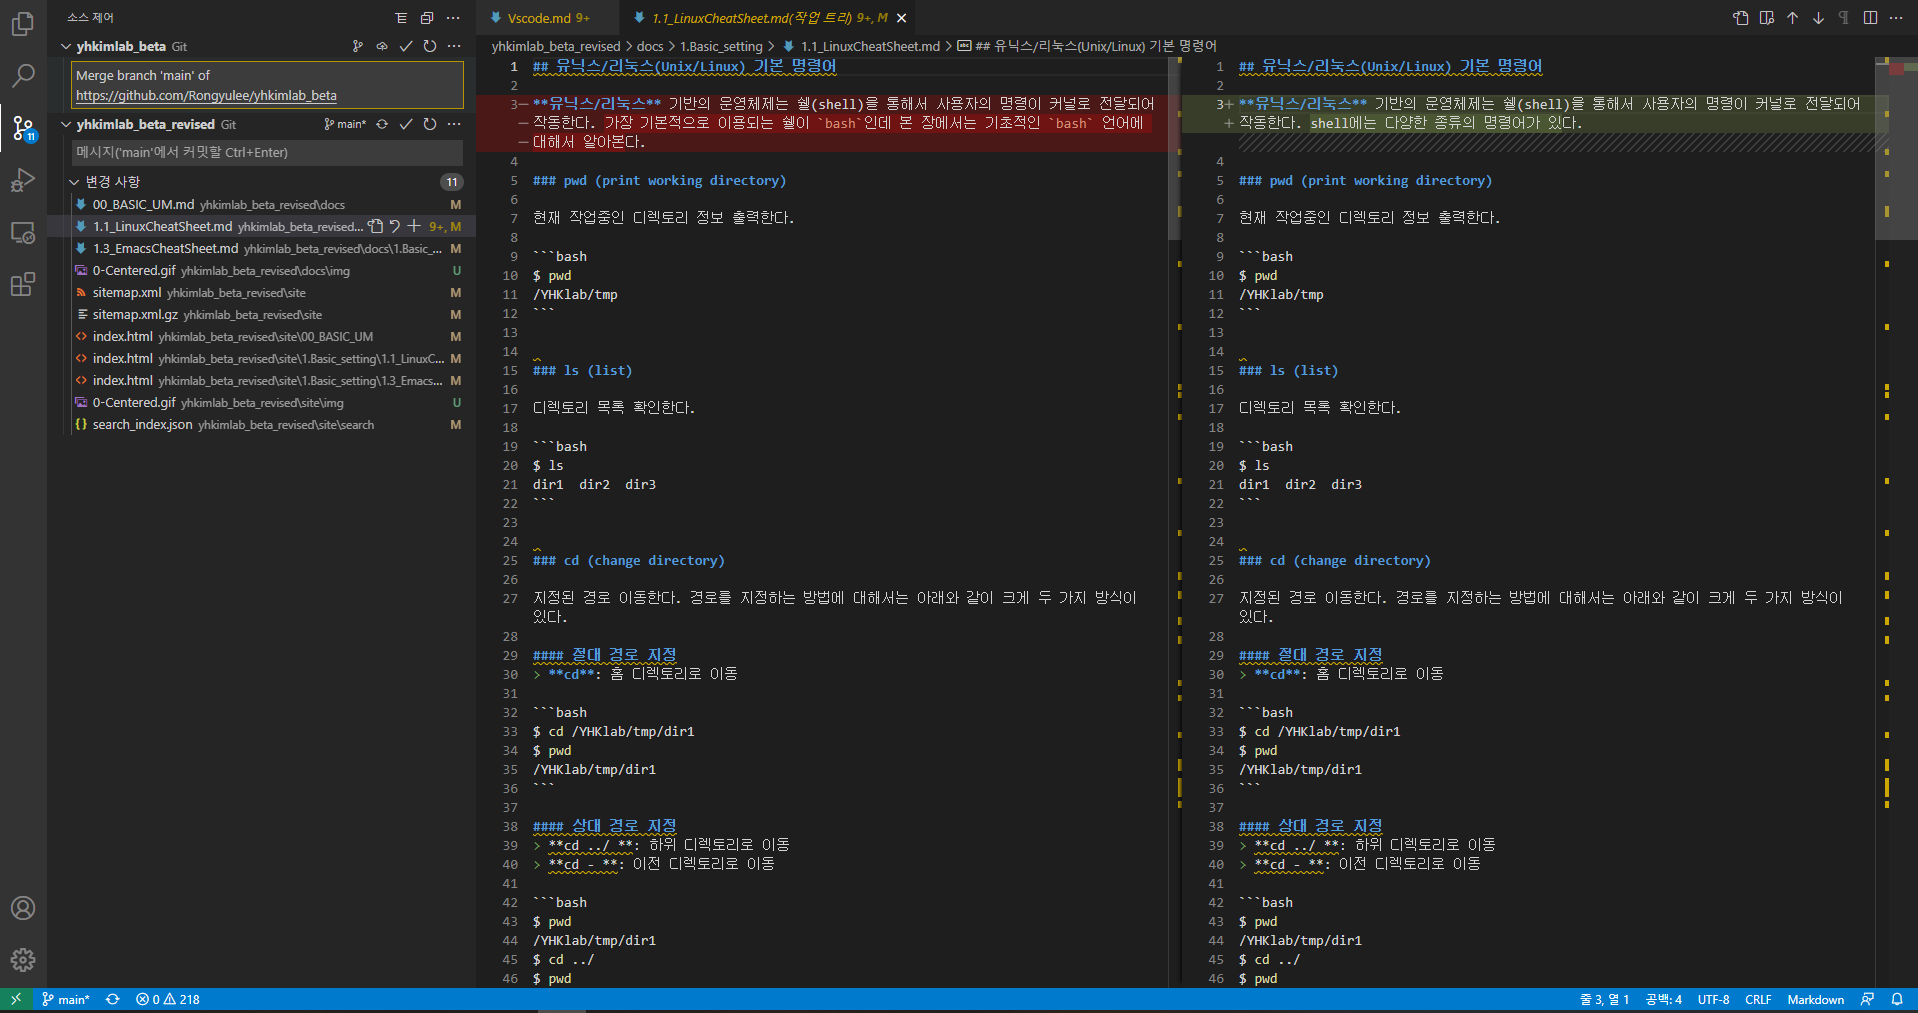 소스 제어
yhkimlab_beta Git
Merge branch 'main' of
https://github.com/Rongyulee/yhkimlab_beta
yhkimlab_beta_revised Git main*
메시지('main'에서 커밋할 Ctrl+Enter)
변경 사항 11
00_BASIC_UM.md yhkimlab_beta_revised\docs M
1.1_LinuxCheatSheet.md yhkimlab_beta_revised... 9+, M
1.3_EmacsCheatSheet.md yhkimlab_beta_revised\docs\1.Basic_... M
0-Centered.gif yhkimlab_beta_revised\docs\img U
sitemap.xml yhkimlab_beta_revised\site M
sitemap.xml.gz yhkimlab_beta_revised\site M
index.html yhkimlab_beta_revised\site\00_BASIC_UM M
index.html yhkimlab_beta_revised\site\1.Basic_setting\1.1_LinuxC... M
index.html yhkimlab_beta_revised\site\1.Basic_setting\1.3_Emacs... M
0-Centered.gif yhkimlab_beta_revised\site\img U
search_index.json yhkimlab_beta_revised\site\search M
11
Vscode.md 9+
1.1_LinuxCheatSheet.md(작업 트리) 9+, M
yhkimlab_beta_revised > docs > 1.Basic_setting > 1.1_LinuxCheatSheet.md > ## 유닉스/리눅스(Unix/Linux) 기본 명령어
1 ## 유닉스/리눅스(Unix/Linux) 기본 명령어
2
3— **유닉스/리눅스** 기반의 운영체제는 쉘(shell)을 통해서 사용자의 명령이 커널로 전달되어
— 작동한다. 가장 기본적으로 이용되는 쉘이 `bash`인데 본 장에서는 기초적인 `bash` 언어에
— 대해서 알아본다.
4
5 ### pwd (print working directory)
6
7 현재 작업중인 디렉토리 정보 출력한다.
8
9 ```bash
10 $ pwd
11 /YHKlab/tmp
12 ```
13
14
15 ### ls (list)
16
17 디렉토리 목록 확인한다.
18
19 ```bash
20 $ ls
21 dir1  dir2  dir3
22 ```
23
24
25 ### cd (change directory)
26
27 지정된 경로 이동한다. 경로를 지정하는 방법에 대해서는 아래와 같이 크게 두 가지 방식이
있다.
28
29 #### 절대 경로 지정
30 > **cd**: 홈 디렉토리로 이동
31
32 ```bash
33 $ cd /YHKlab/tmp/dir1
34 $ pwd
35 /YHKlab/tmp/dir1
36 ```
37
38 #### 상대 경로 지정
39 > **cd ../ **: 하위 디렉토리로 이동
40 > **cd - **: 이전 디렉토리로 이동
41
42 ```bash
43 $ pwd
44 /YHKlab/tmp/dir1
45 $ cd ../
46 $ pwd
1 ## 유닉스/리눅스(Unix/Linux) 기본 명령어
2
3+ **유닉스/리눅스** 기반의 운영체제는 쉘(shell)을 통해서 사용자의 명령이 커널로 전달되어
+ 작동한다. shell에는 다양한 종류의 명령어가 있다.
4
5 ### pwd (print working directory)
6
7 현재 작업중인 디렉토리 정보 출력한다.
8
9 ```bash
10 $ pwd
11 /YHKlab/tmp
12 ```
13
14
15 ### ls (list)
16
17 디렉토리 목록 확인한다.
18
19 ```bash
20 $ ls
21 dir1  dir2  dir3
22 ```
23
24
25 ### cd (change directory)
26
27 지정된 경로 이동한다. 경로를 지정하는 방법에 대해서는 아래와 같이 크게 두 가지 방식이
있다.
28
29 #### 절대 경로 지정
30 > **cd**: 홈 디렉토리로 이동
31
32 ```bash
33 $ cd /YHKlab/tmp/dir1
34 $ pwd
35 /YHKlab/tmp/dir1
36 ```
37
38 #### 상대 경로 지정
39 > **cd ../ **: 하위 디렉토리로 이동
40 > **cd - **: 이전 디렉토리로 이동
41
42 ```bash
43 $ pwd
44 /YHKlab/tmp/dir1
45 $ cd ../
46 $ pwd
main* 0 218 줄 3, 열 1 공백: 4 UTF-8 CRLF Markdown